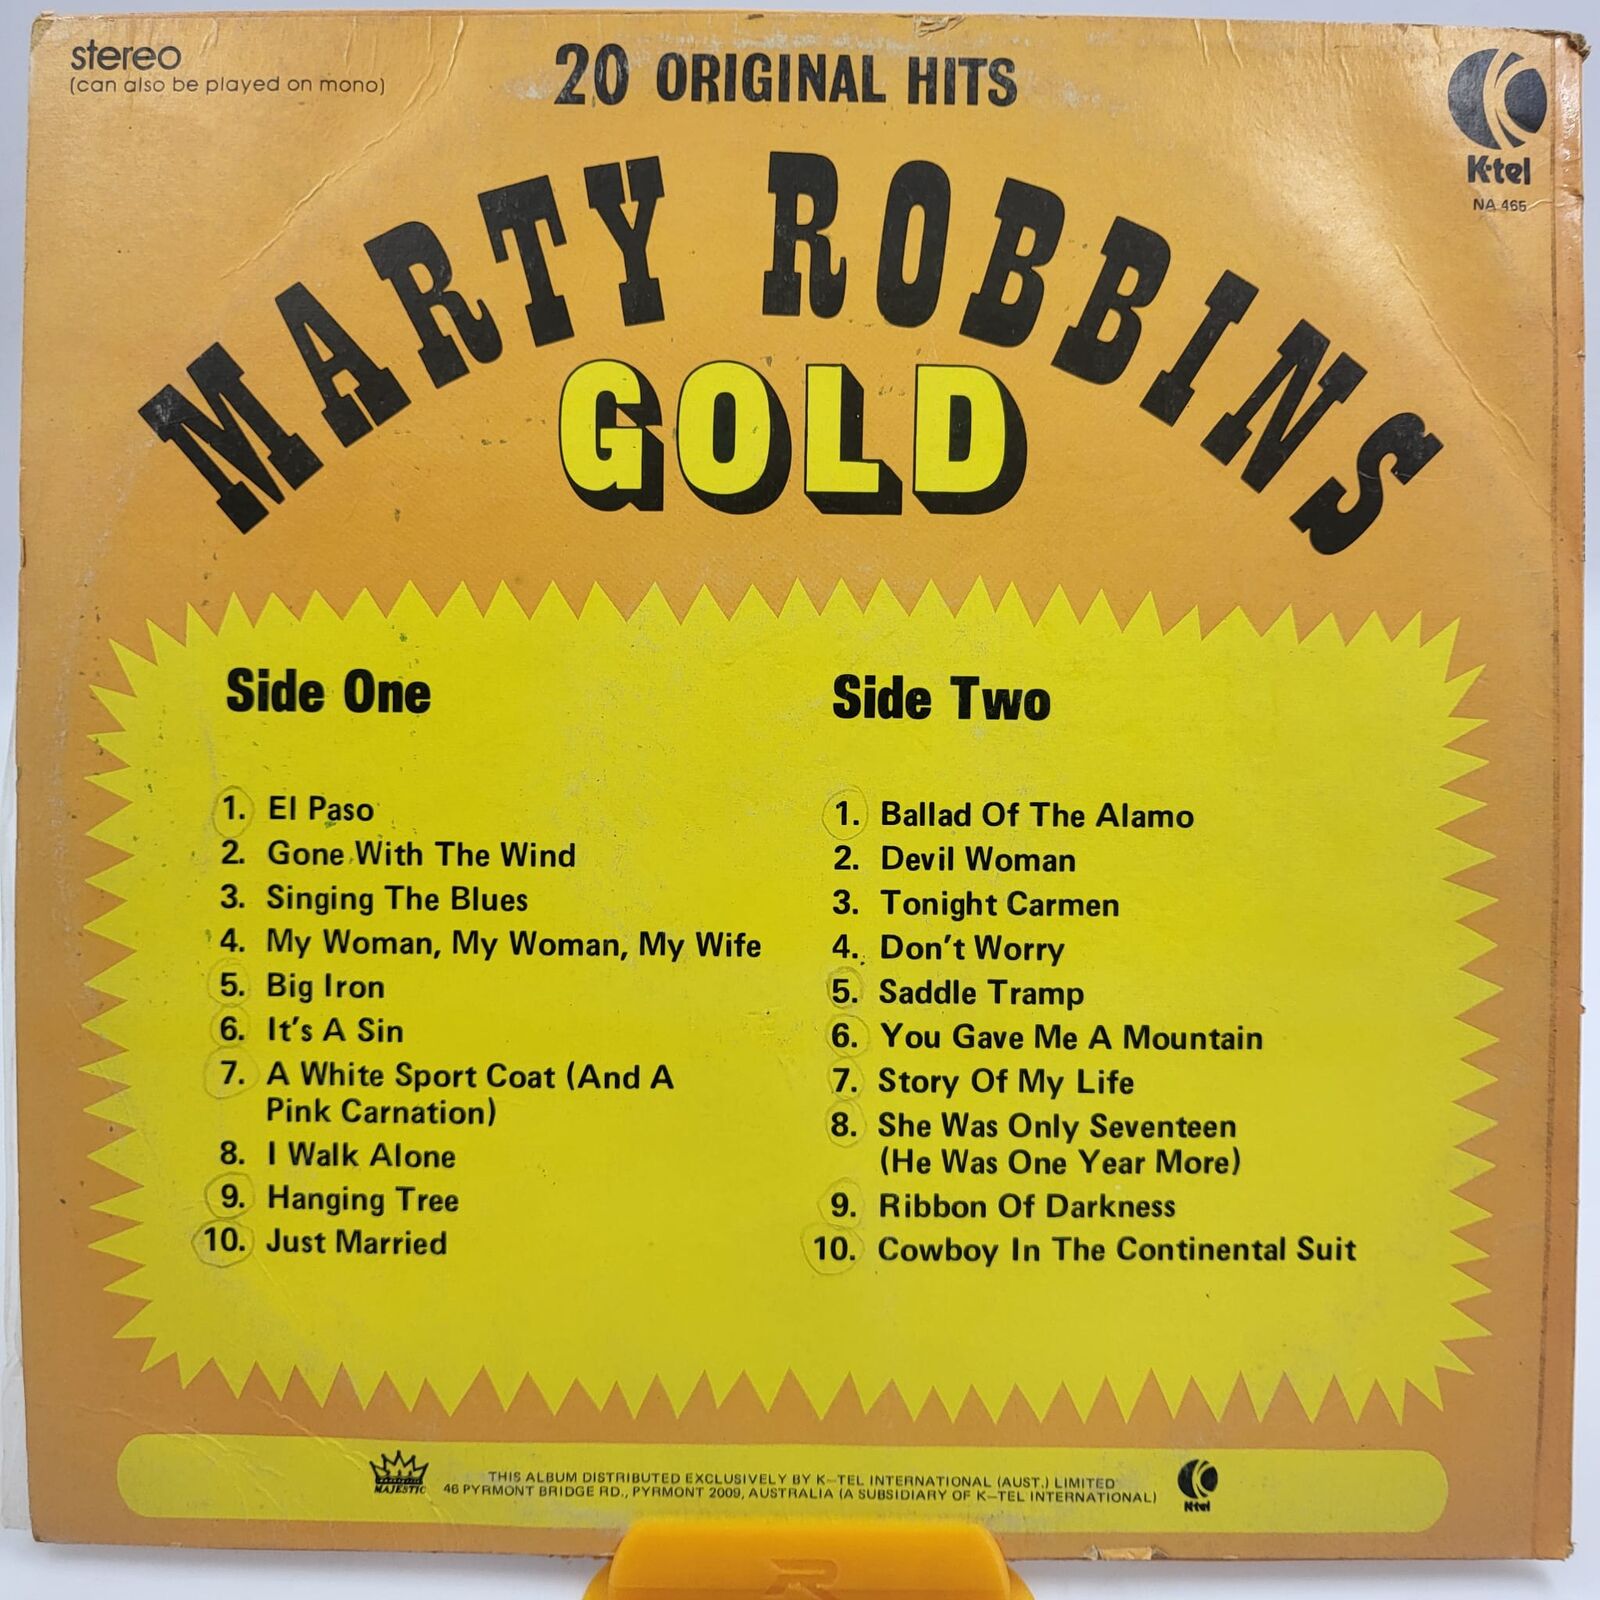 stereo
(can also be played on mono)
20 ORIGINAL HITS
K-tel
NA 465
MARTY ROBBINS
GOLD
Side One
1. El Paso
2. Gone With The Wind
3. Singing The Blues
4. My Woman, My Woman, My Wife
5. Big Iron
6. It's A Sin
7. A White Sport Coat (And A
Pink Carnation)
8. I Walk Alone
9. Hanging Tree
10. Just Married
Side Two
1. Ballad Of The Alamo
2. Devil Woman
3. Tonight Carmen
4. Don't Worry
5. Saddle Tramp
6. You Gave Me A Mountain
7. Story Of My Life
8. She Was Only Seventeen
(He Was One Year More)
9. Ribbon Of Darkness
10. Cowboy In The Continental Suit
MAJESTIC
THIS ALBUM DISTRIBUTED EXCLUSIVELY BY K-TEL INTERNATIONAL (AUST.) LIMITED
46 PYRMONT BRIDGE RD., PYRMONT 2009, AUSTRALIA (A SUBSIDIARY OF K-TEL INTERNATIONAL)
K-tel